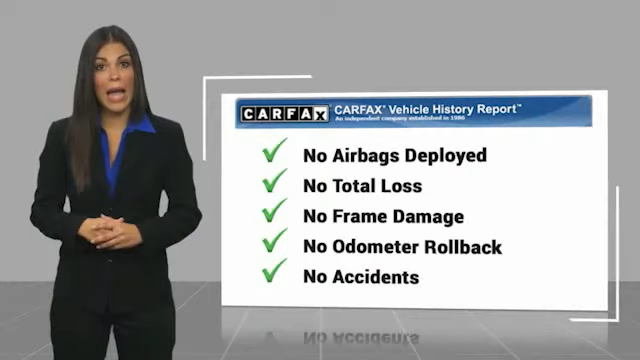 CARFAX CARFAX® Vehicle History Report™
An independent company established in 1986
No Airbags Deployed
No Total Loss
No Frame Damage
No Odometer Rollback
No Accidents